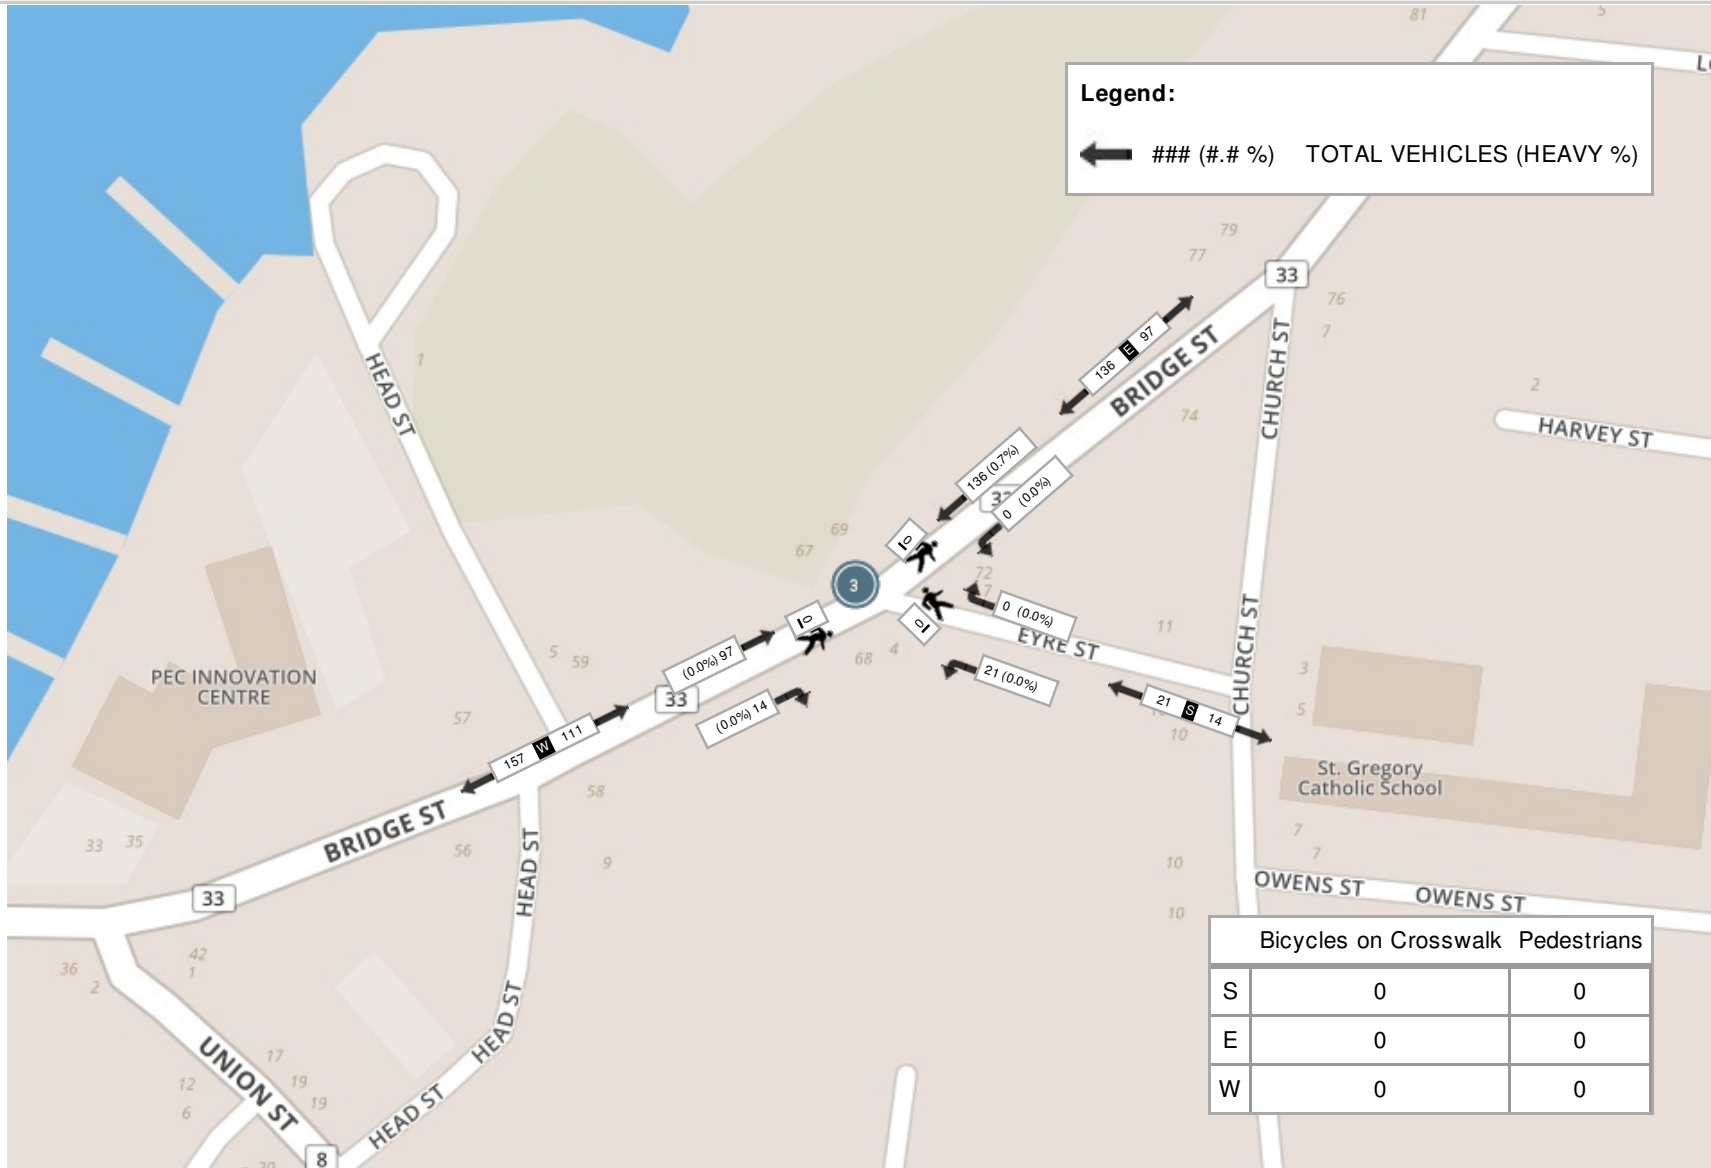 81
5
Legend:
### (#.# %) TOTAL VEHICLES (HEAVY %)
79
77
33
76
7
1
HEAD ST
136 E 97
BRIDGE ST
CHURCH ST
74
2
HARVEY ST
136 (0.7%)
0 (0.0%)
69
67
3
0
72
0 (0.0%)
EYRE ST
11
0
0
4
68
(0.0%) 97
5 59
21 (0.0%)
CHURCH ST
3
5
PEC INNOVATION
CENTRE
33
57
(0.0%) 14
21 S 14
10
157 W 111
St. Gregory
Catholic School
58
BRIDGE ST
33 35
56
9
HEAD ST
7
7
10
OWENS ST OWENS ST
33
10
42
1
36
2
HEAD ST
UNION ST
17
19
12
19
6
HEAD ST
8
Bicycles on Crosswalk Pedestrians
S 0 0
E 0 0
W 0 0